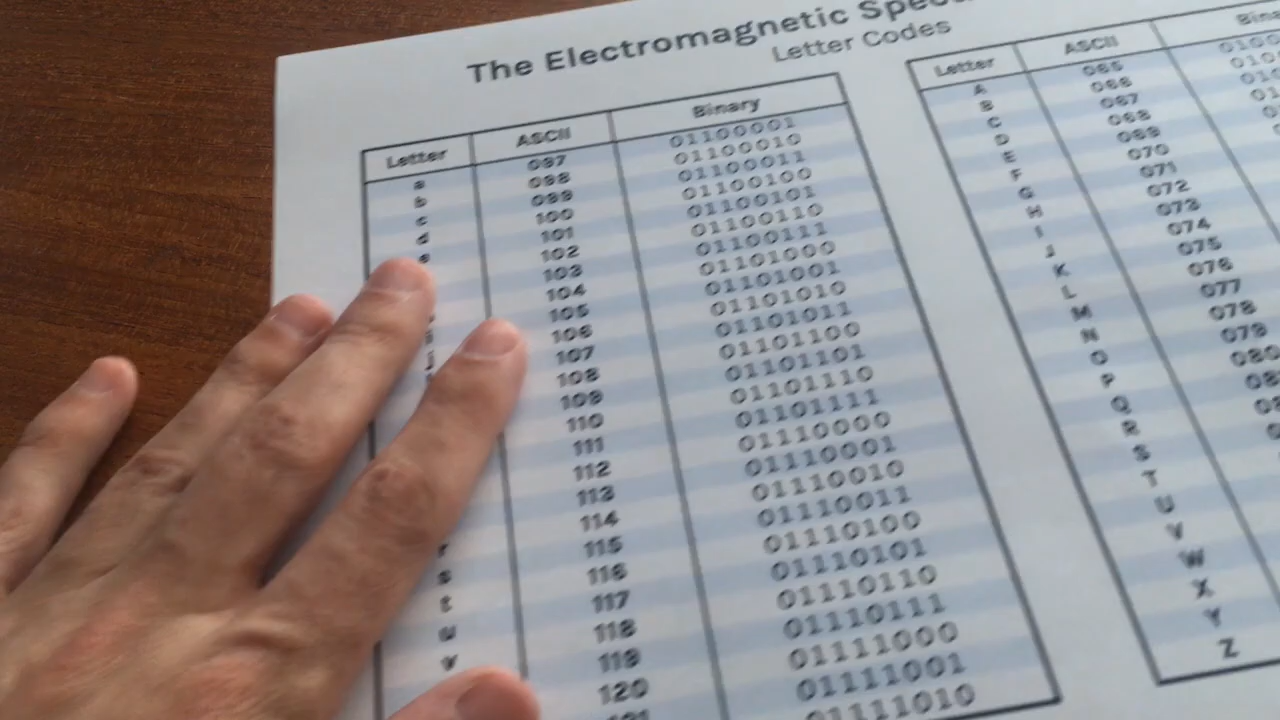 The Electromagnetic Spec
Letter Codes
Letter ASCII Binary
a 097 01100001
b 098 01100010
c 099 01100011
d 100 01100100
e 101 01100101
102 01100110
103 01100111
104 01101000
i 105 01101001
j 106 01101010
107 01101011
108 01101100
109 01101101
110 01101110
111 01101111
112 01110000
113 01110001
r 114 01110010
s 115 01110011
t 116 01110100
u 117 01110101
v 118 01110110
119 01110111
120 01111000
121 01111001
01111010
Letter ASCII
A 065
B 066
C 067
D 068
E 069
F 070
G 071
H 072
I 073
J 074
K 075
L 076
M 077
N 078
O 079
P 080
Q
R
S
T
U
V
W
X
Y
Z